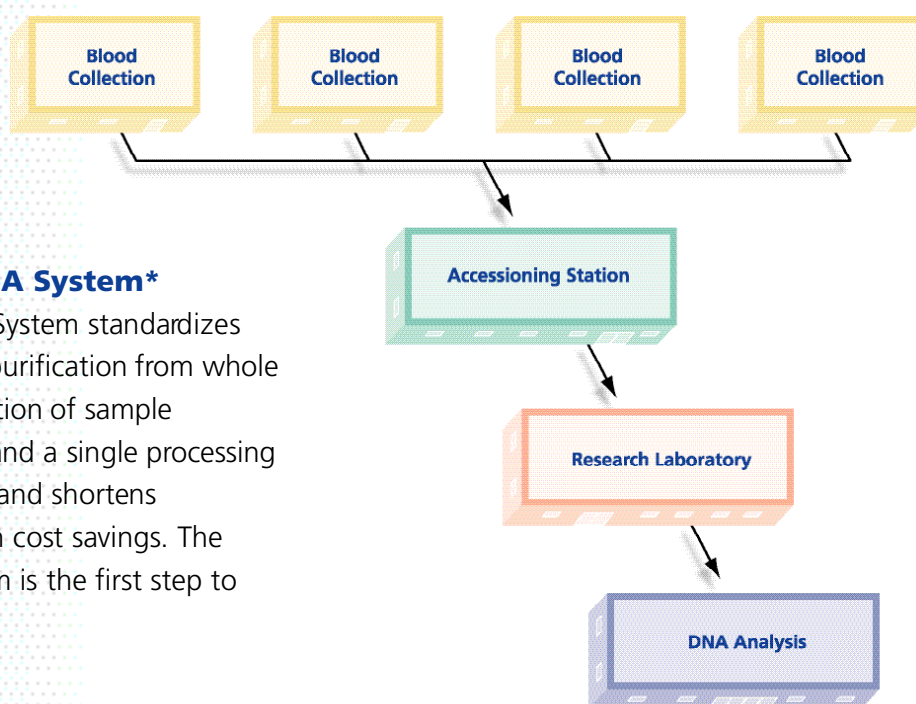 Blood
Collection
Blood
Collection
Blood
Collection
Blood
Collection
Accessioning Station
A System*
System standardizes
purification from whole
tion of sample
and a single processing
and shortens
cost savings. The
is the first step to
Research Laboratory
DNA Analysis